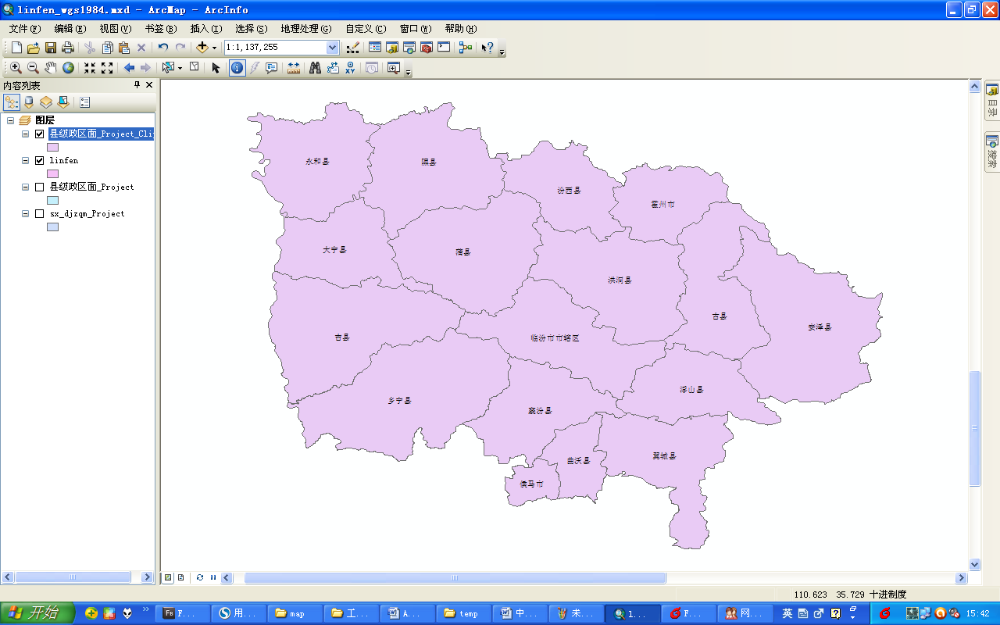 linfen_wgs1984.mxd - ArcMap - ArcInfo
文件(F) 编辑(E) 视图(V) 书签(B) 插入(I) 选择(S) 地理处理(G) 自定义(C) 窗口(W) 帮助(H)
1:1,137,255
内容列表
图层
县级政区面_Project_Cli
linfen
县级政区面_Project
sx_djzqm_Project
目录
搜索
永和县
隰县
汾西县
霍州市
大宁县
蒲县
洪洞县
古县
安泽县
吉县
临汾市市辖区
乡宁县
襄汾县
浮山县
曲沃县
翼城县
侯马市
110.623 35.729 十进制度
开始 F... 用... map 工... A... temp 中... 未... l... F... 网... 英 15:42